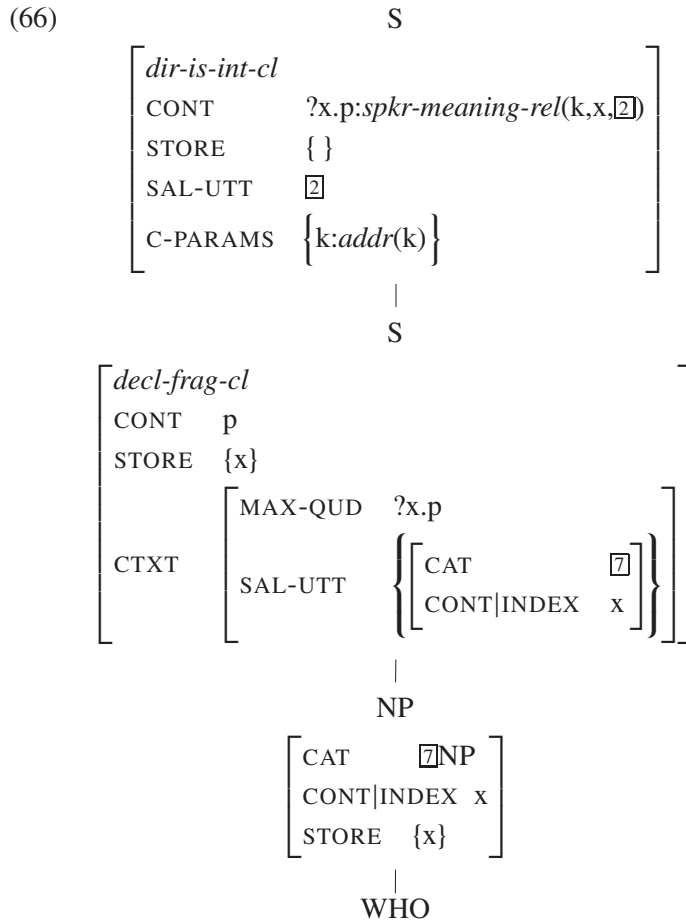 (66) S
dir-is-int-cl
CONT ?x.p:spkr-meaning-rel(k,x,2)
STORE { }
SAL-UTT 2
C-PARAMS {k:addr(k)}
S
decl-frag-cl
CONT p
STORE {x}
MAX-QUD ?x.p
CAT 7
CTXT SAL-UTT
CONT|INDEX x
NP
CAT 7NP
CONT|INDEX x
STORE {x}
WHO